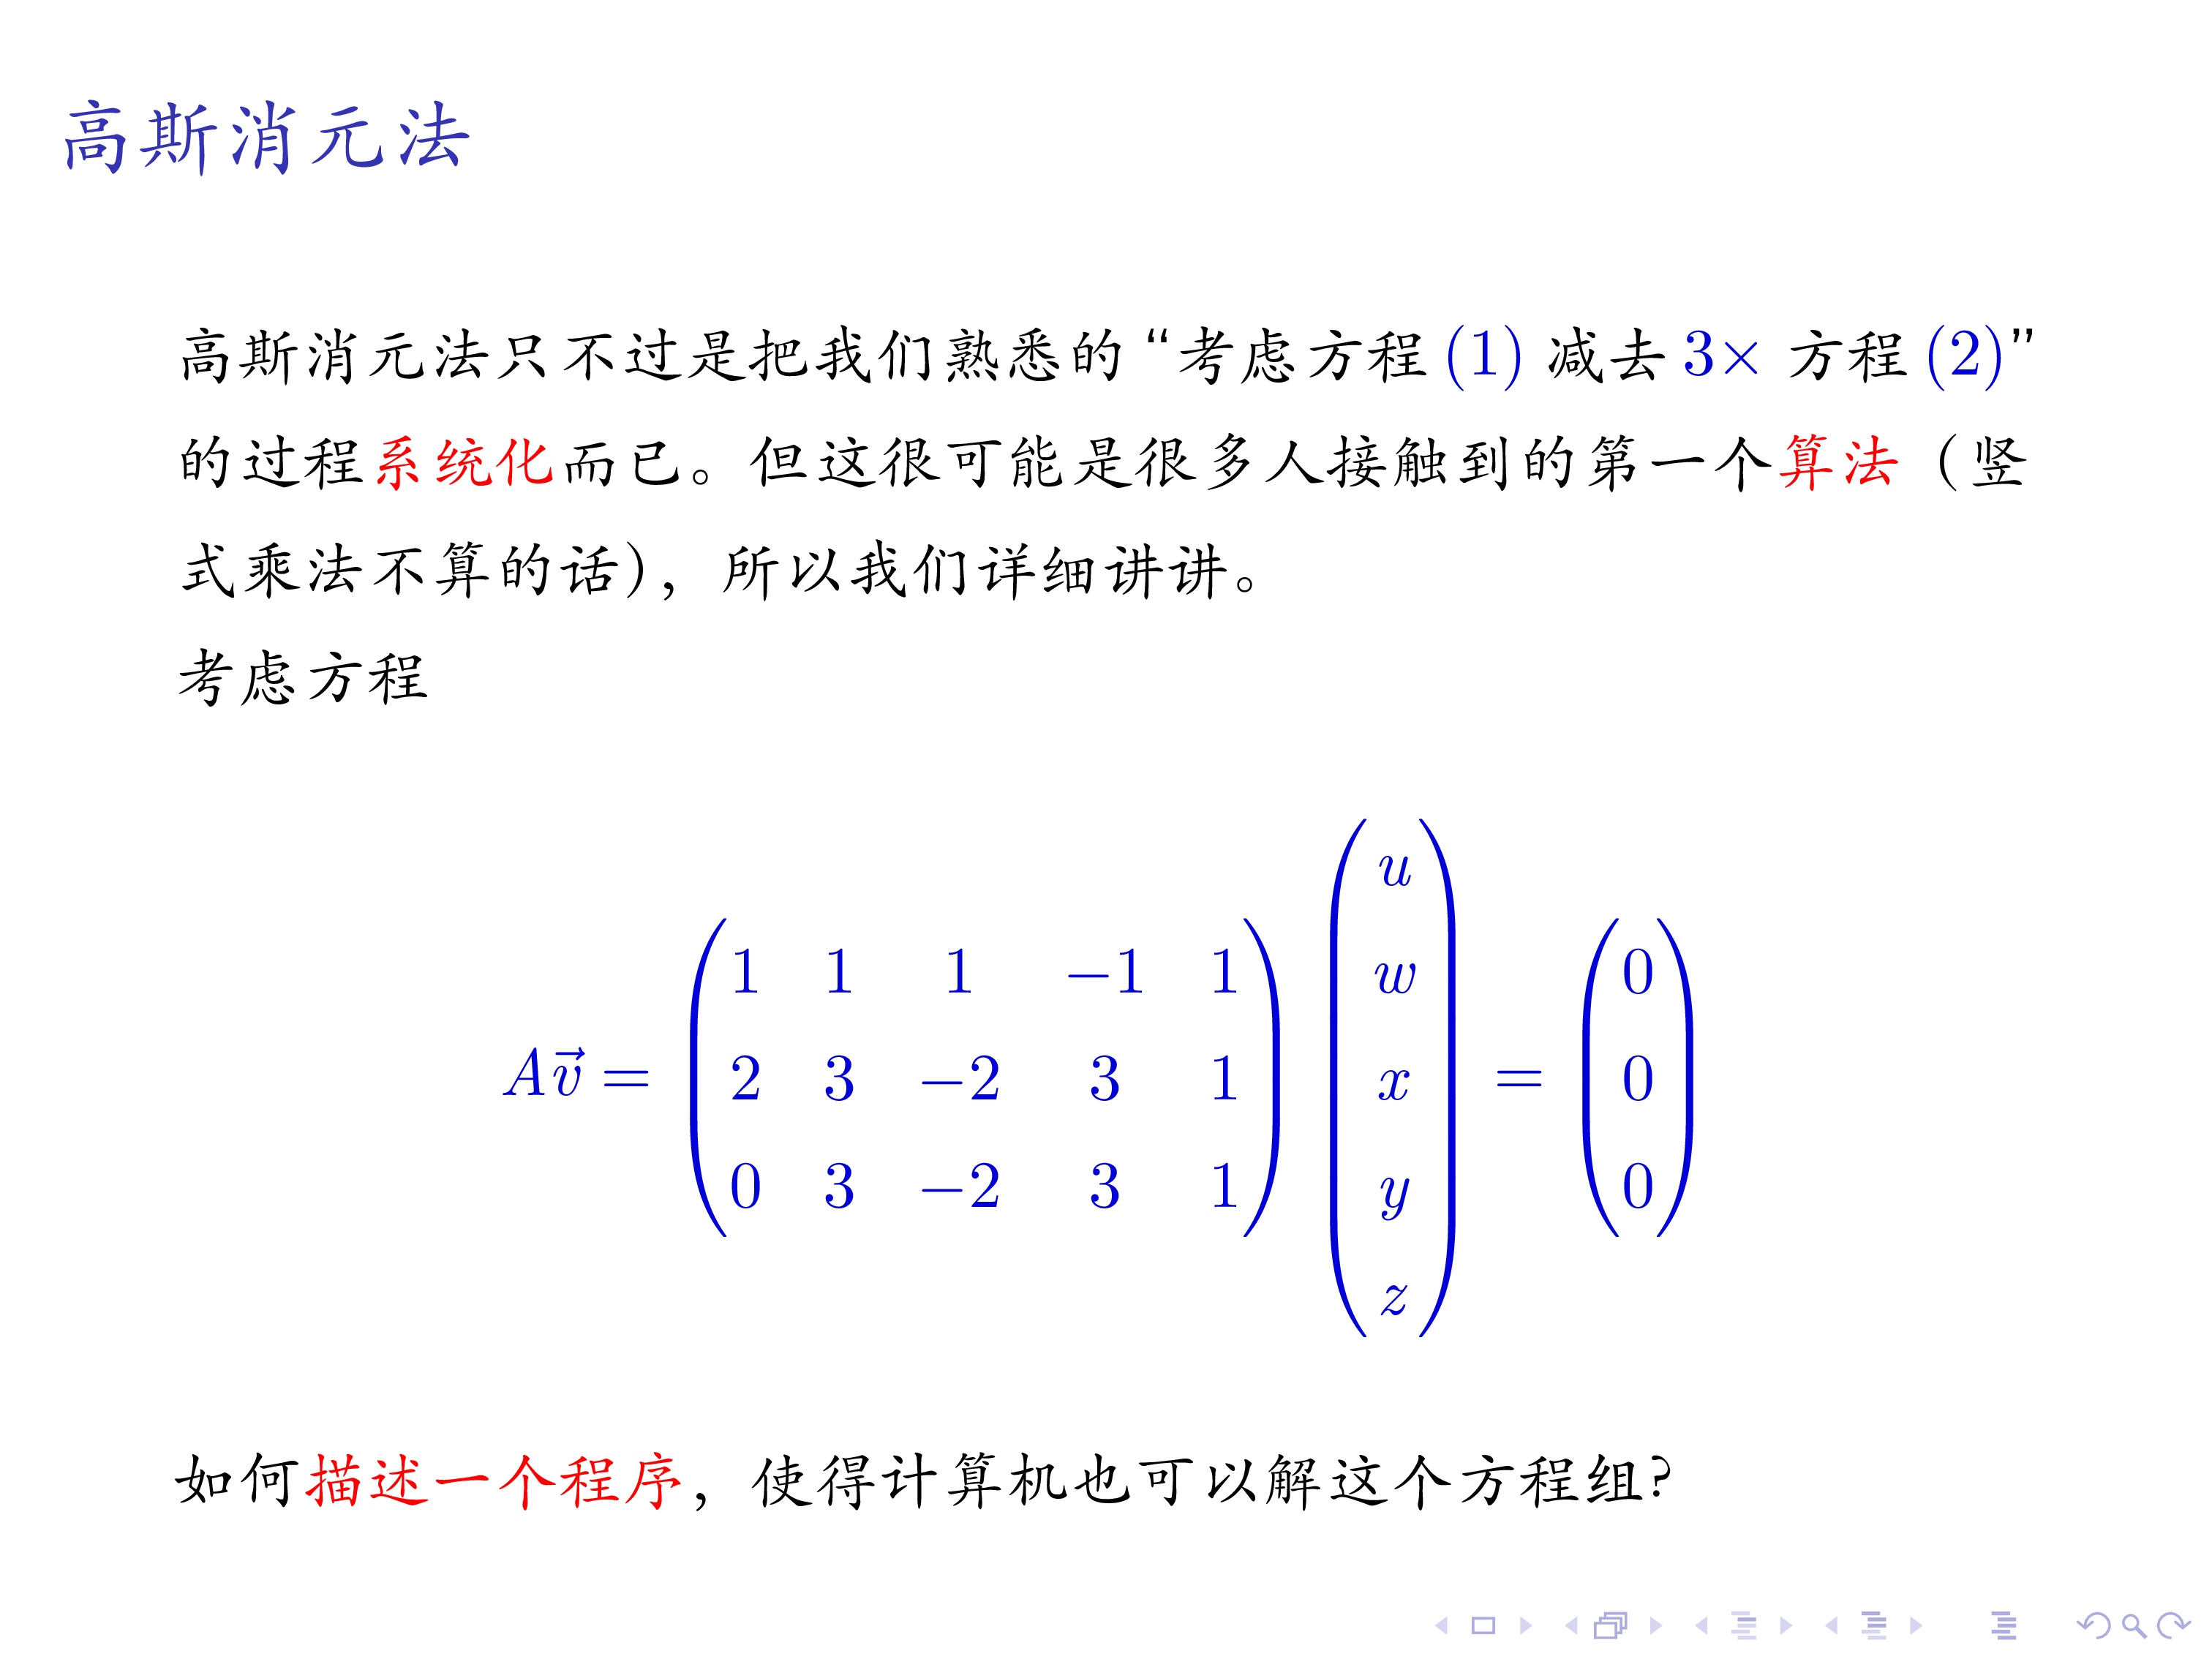 高斯消元法
高斯消元法只不过是把我们熟悉的“考虑方程 (1) 减去 3× 方程 (2)”
的过程系统化而已。但这很可能是很多人接触到的第一个算法（竖
式乘法不算的话），所以我们详细讲讲。
考虑方程
$A\vec{v} = \begin{pmatrix} 1 & 1 & 1 & -1 & 1 \\ 2 & 3 & -2 & 3 & 1 \\ 0 & 3 & -2 & 3 & 1 \end{pmatrix} \begin{pmatrix} u \\ w \\ x \\ y \\ z \end{pmatrix} = \begin{pmatrix} 0 \\ 0 \\ 0 \end{pmatrix}$
如何描述一个程序，使得计算机也可以解这个方程组？